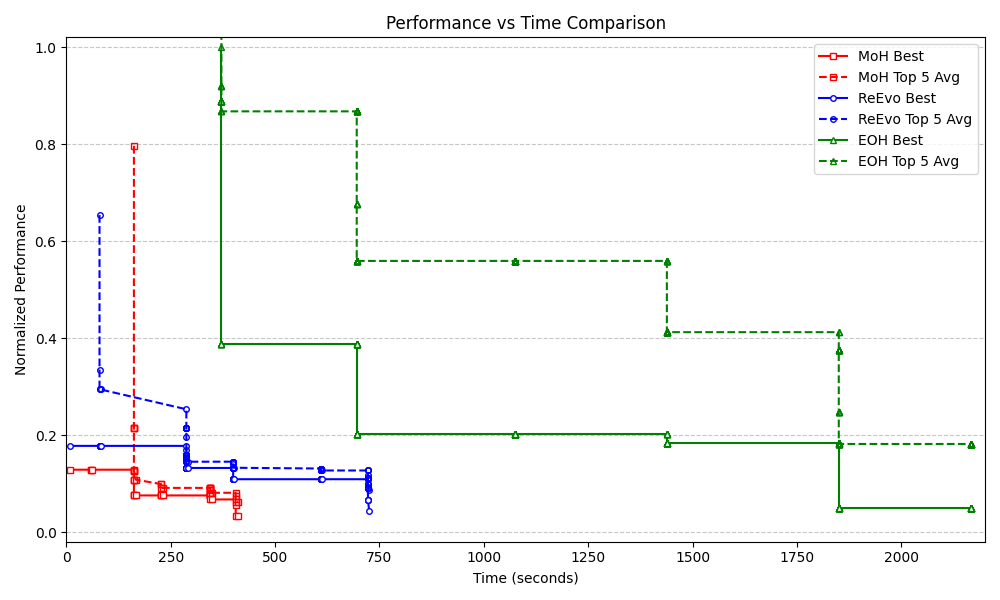 Performance vs Time Comparison
1.0
0.8
0.6
0.4
0.2
0.0
Normalized Performance
MoH Best
MoH Top 5 Avg
ReEvo Best
ReEvo Top 5 Avg
EOH Best
EOH Top 5 Avg
0 250 500 750 1000 1250 1500 1750 2000
Time (seconds)